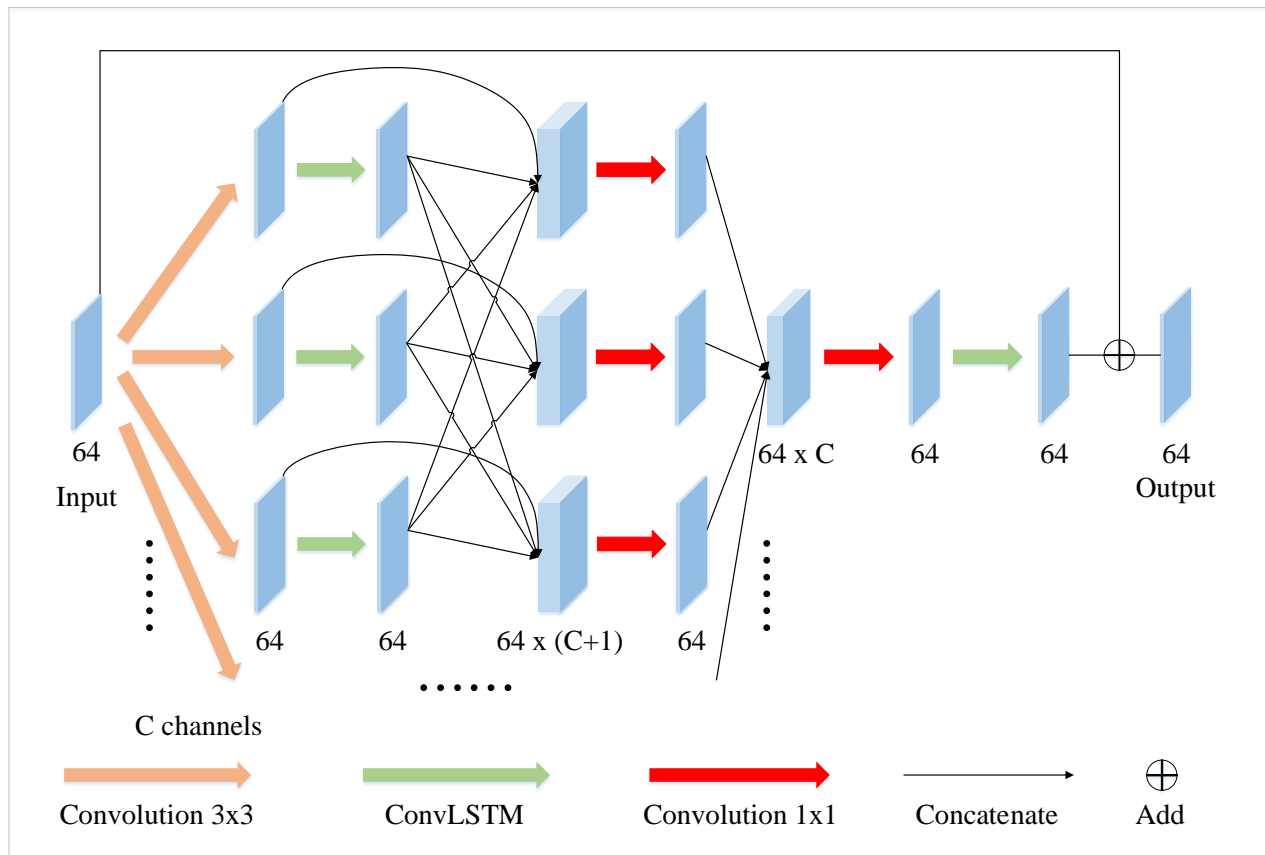 64
Input
64 x C
64
64
64
Output
64
64
64 x (C+1)
64
C channels
Convolution 3x3
ConvLSTM
Convolution 1x1
Concatenate
Add